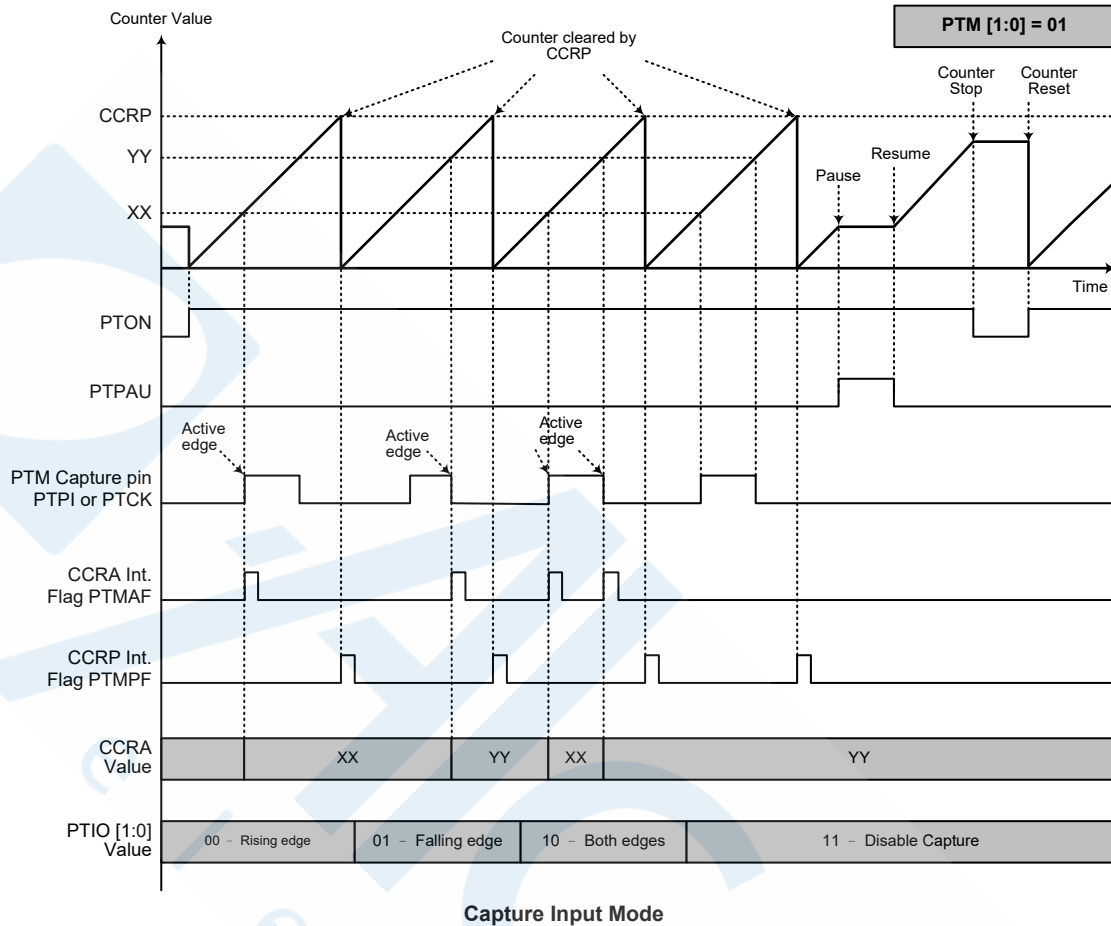 Counter Value
PTM [1:0] = 01
Counter cleared by
CCRP
Counter
Stop
Counter
Reset
CCRP
YY
Resume
Pause
XX
Time
PTON
PTPAU
Active
edge
Active
edge
Active
edge
PTM Capture pin
PTPI or PTCK
CCRA Int.
Flag PTMAF
CCRP Int.
Flag PTMPF
CCRA
Value
XX
YY
XX
YY
PTIO [1:0]
Value
00 – Rising edge
01 – Falling edge
10 – Both edges
11 – Disable Capture
Capture Input Mode